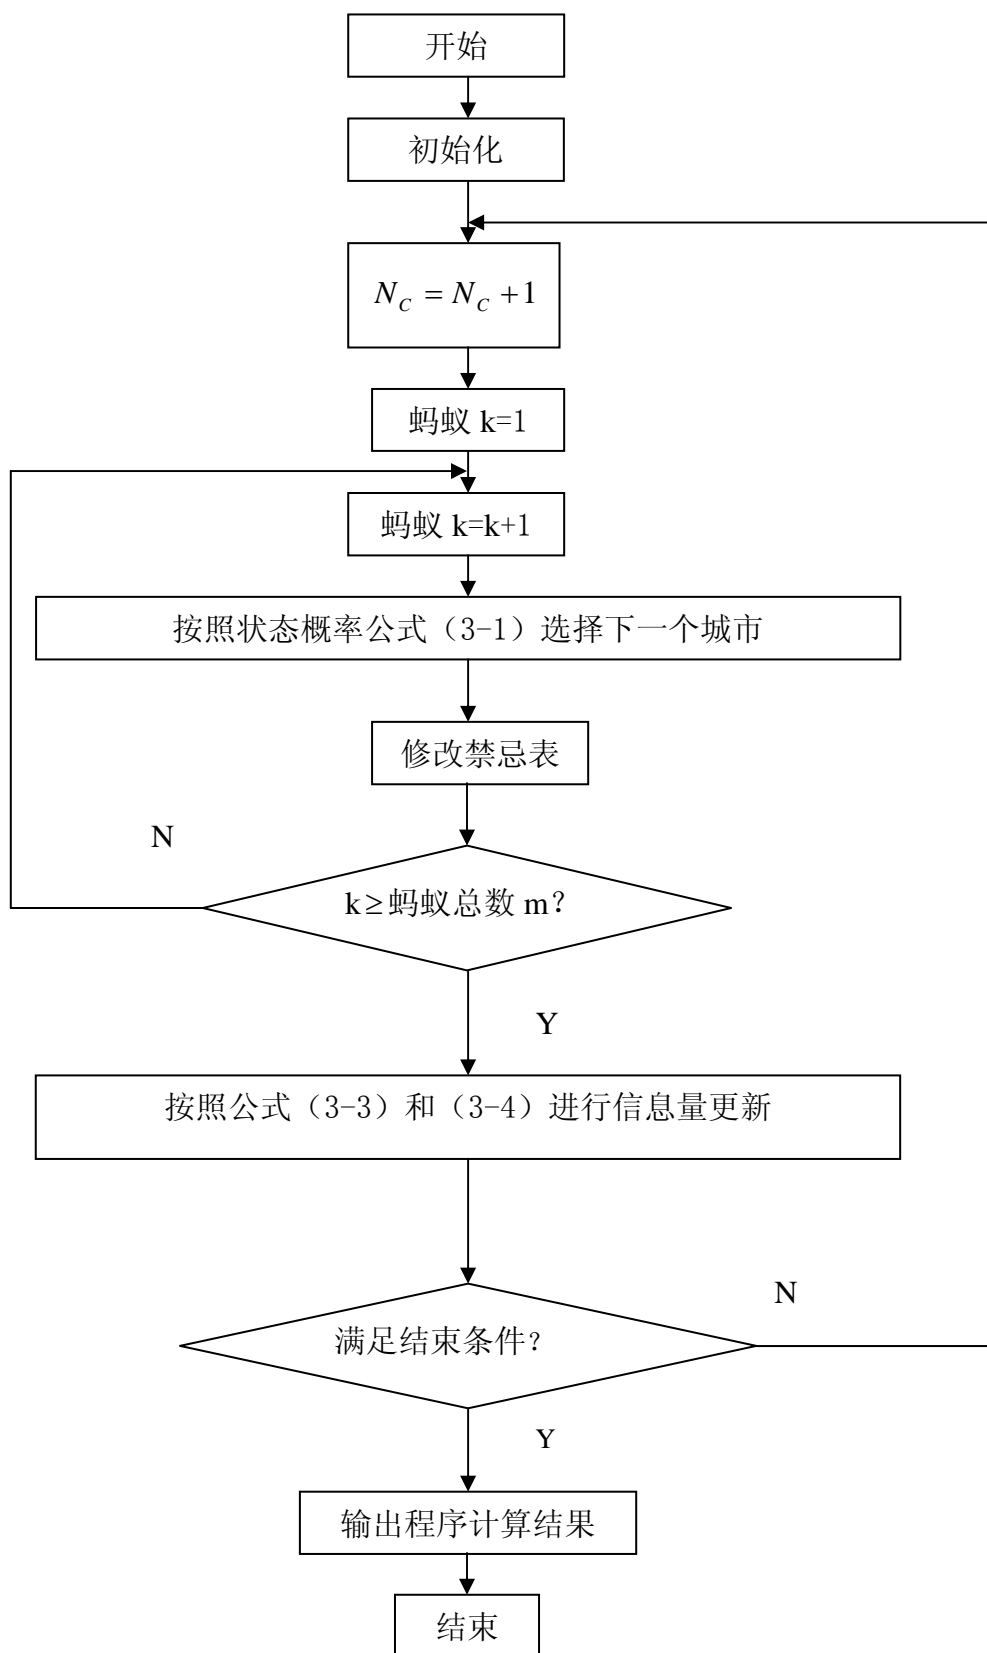 开始
初始化
N_C = N_C + 1
蚂蚁 k=1
蚂蚁 k=k+1
按照状态概率公式（3-1）选择下一个城市
修改禁忌表
N
k≥蚂蚁总数 m？
Y
按照公式（3-3）和（3-4）进行信息量更新
N
满足结束条件？
Y
输出程序计算结果
结束